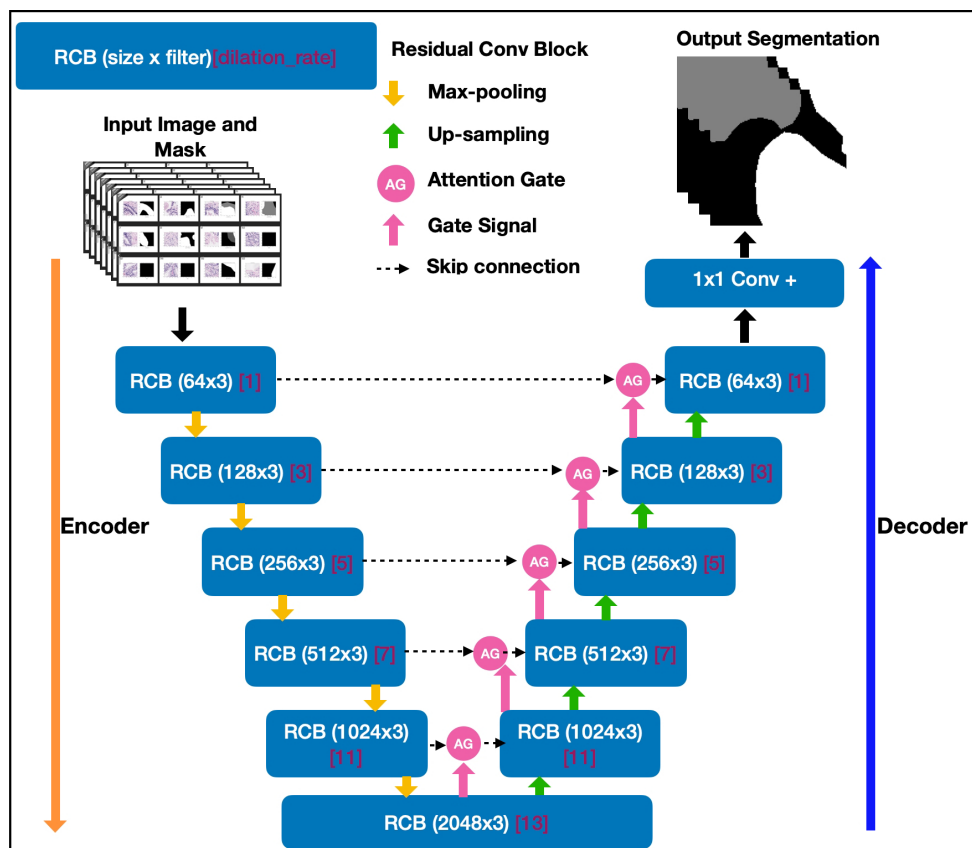 RCB (size x filter)[dilation_rate]
Residual Conv Block
Max-pooling
Up-sampling
AG
Attention Gate
Gate Signal
Skip connection
Output Segmentation
Input Image and
Mask
1x1 Conv +
Encoder
Decoder
RCB (64x3) [1]
AG
RCB (64x3) [1]
RCB (128x3) [3]
AG
RCB (128x3) [3]
RCB (256x3) [5]
AG
RCB (256x3) [5]
RCB (512x3) [7]
AG
RCB (512x3) [7]
RCB (1024x3)
[11]
AG
RCB (1024x3)
[11]
RCB (2048x3) [13]